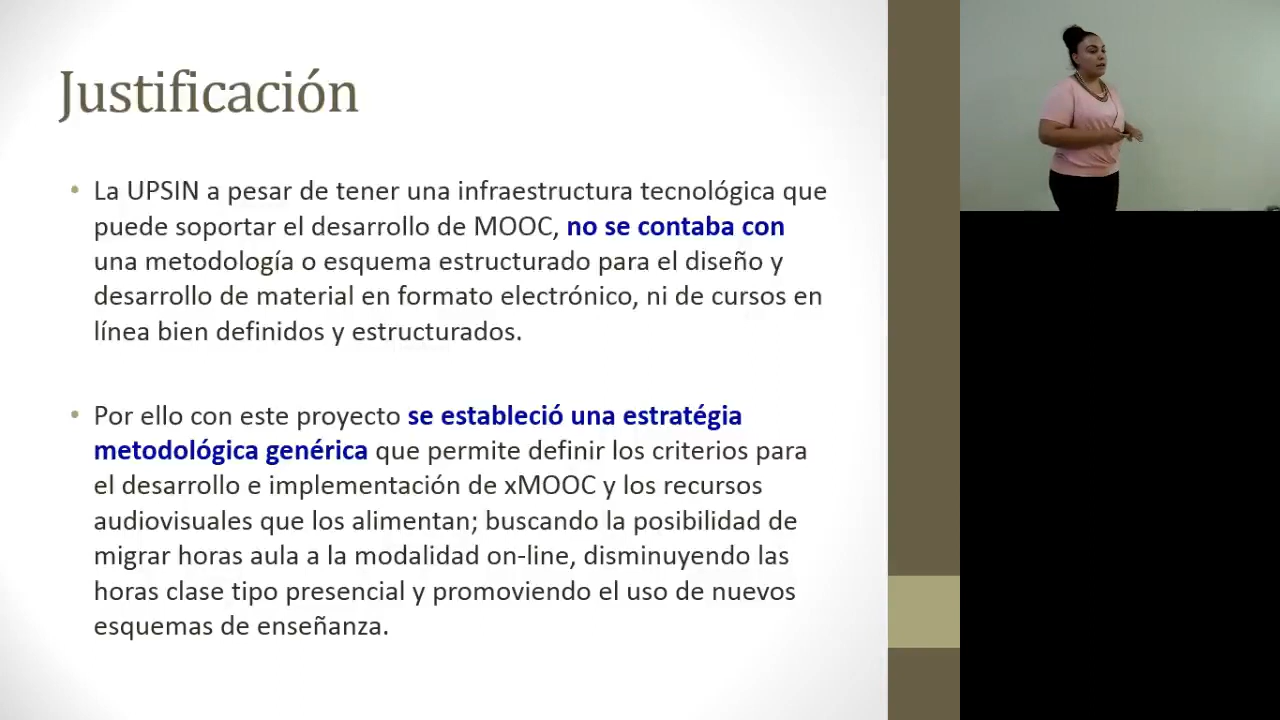 Justificación
La UPSIN a pesar de tener una infraestructura tecnológica que
puede soportar el desarrollo de MOOC, no se contaba con
una metodología o esquema estructurado para el diseño y
desarrollo de material en formato electrónico, ni de cursos en
línea bien definidos y estructurados.
Por ello con este proyecto se estableció una estratégia
metodológica genérica que permite definir los criterios para
el desarrollo e implementación de xMOOC y los recursos
audiovisuales que los alimentan; buscando la posibilidad de
migrar horas aula a la modalidad on-line, disminuyendo las
horas clase tipo presencial y promoviendo el uso de nuevos
esquemas de enseñanza.